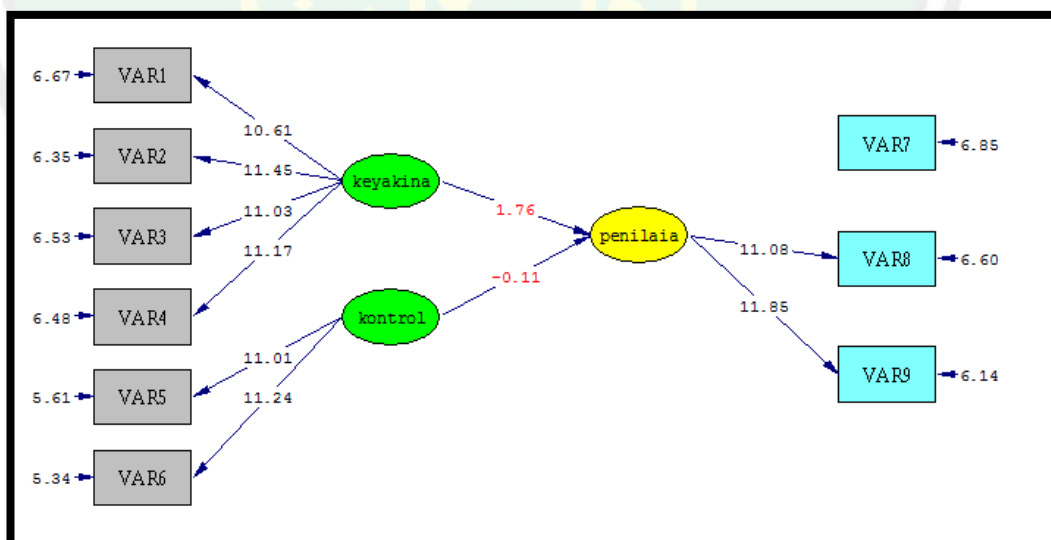 6.67
VAR1
6.35
VAR2
6.53
VAR3
6.48
VAR4
5.61
VAR5
5.34
VAR6
10.61
11.45
11.03
11.17
11.01
11.24
keyakina
kontrol
1.76
-0.11
penilaia
11.08
11.85
VAR7
6.85
VAR8
6.60
VAR9
6.14